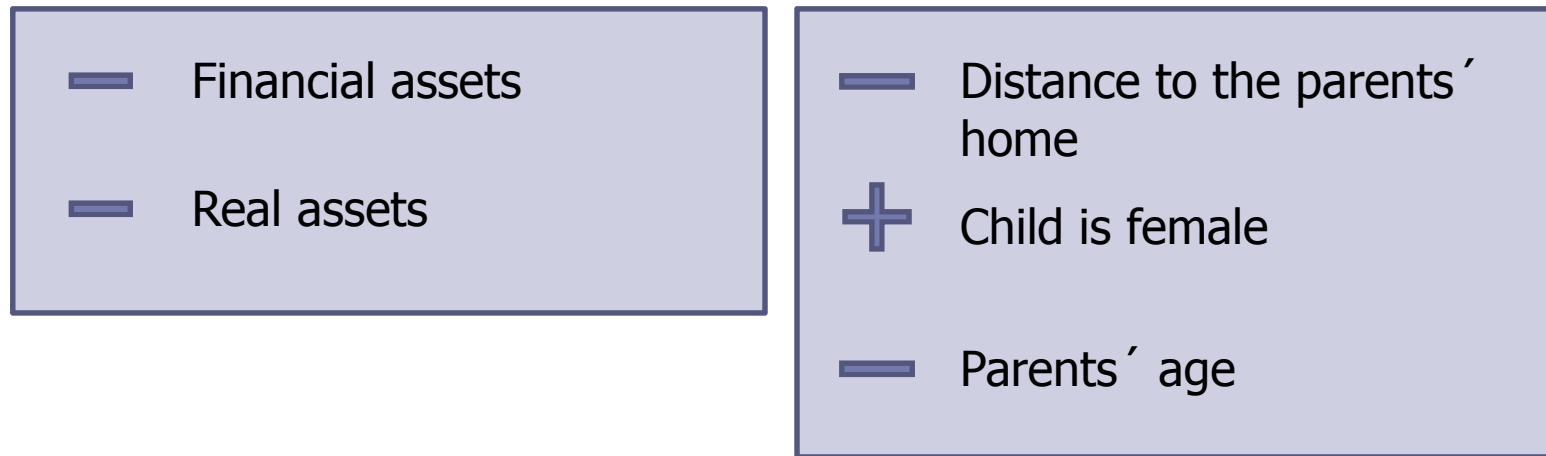 Financial assets
Real assets
Distance to the parents´
home
Child is female
Parents´ age